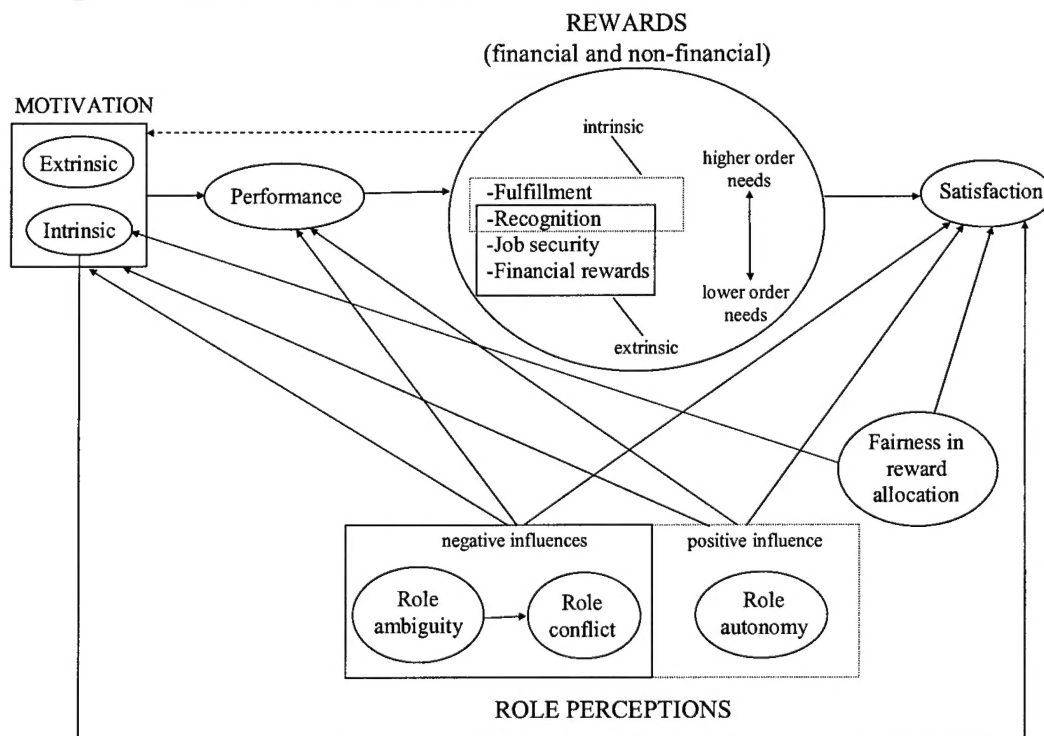 REWARDS
(financial and non-financial)
MOTIVATION
Extrinsic
Intrinsic
Performance
intrinsic
-Fulfillment
-Recognition
-Job security
-Financial rewards
extrinsic
higher order
needs
lower order
needs
Satisfaction
Fairness in
reward
allocation
negative influences
positive influence
Role
ambiguity
Role
conflict
Role
autonomy
ROLE PERCEPTIONS